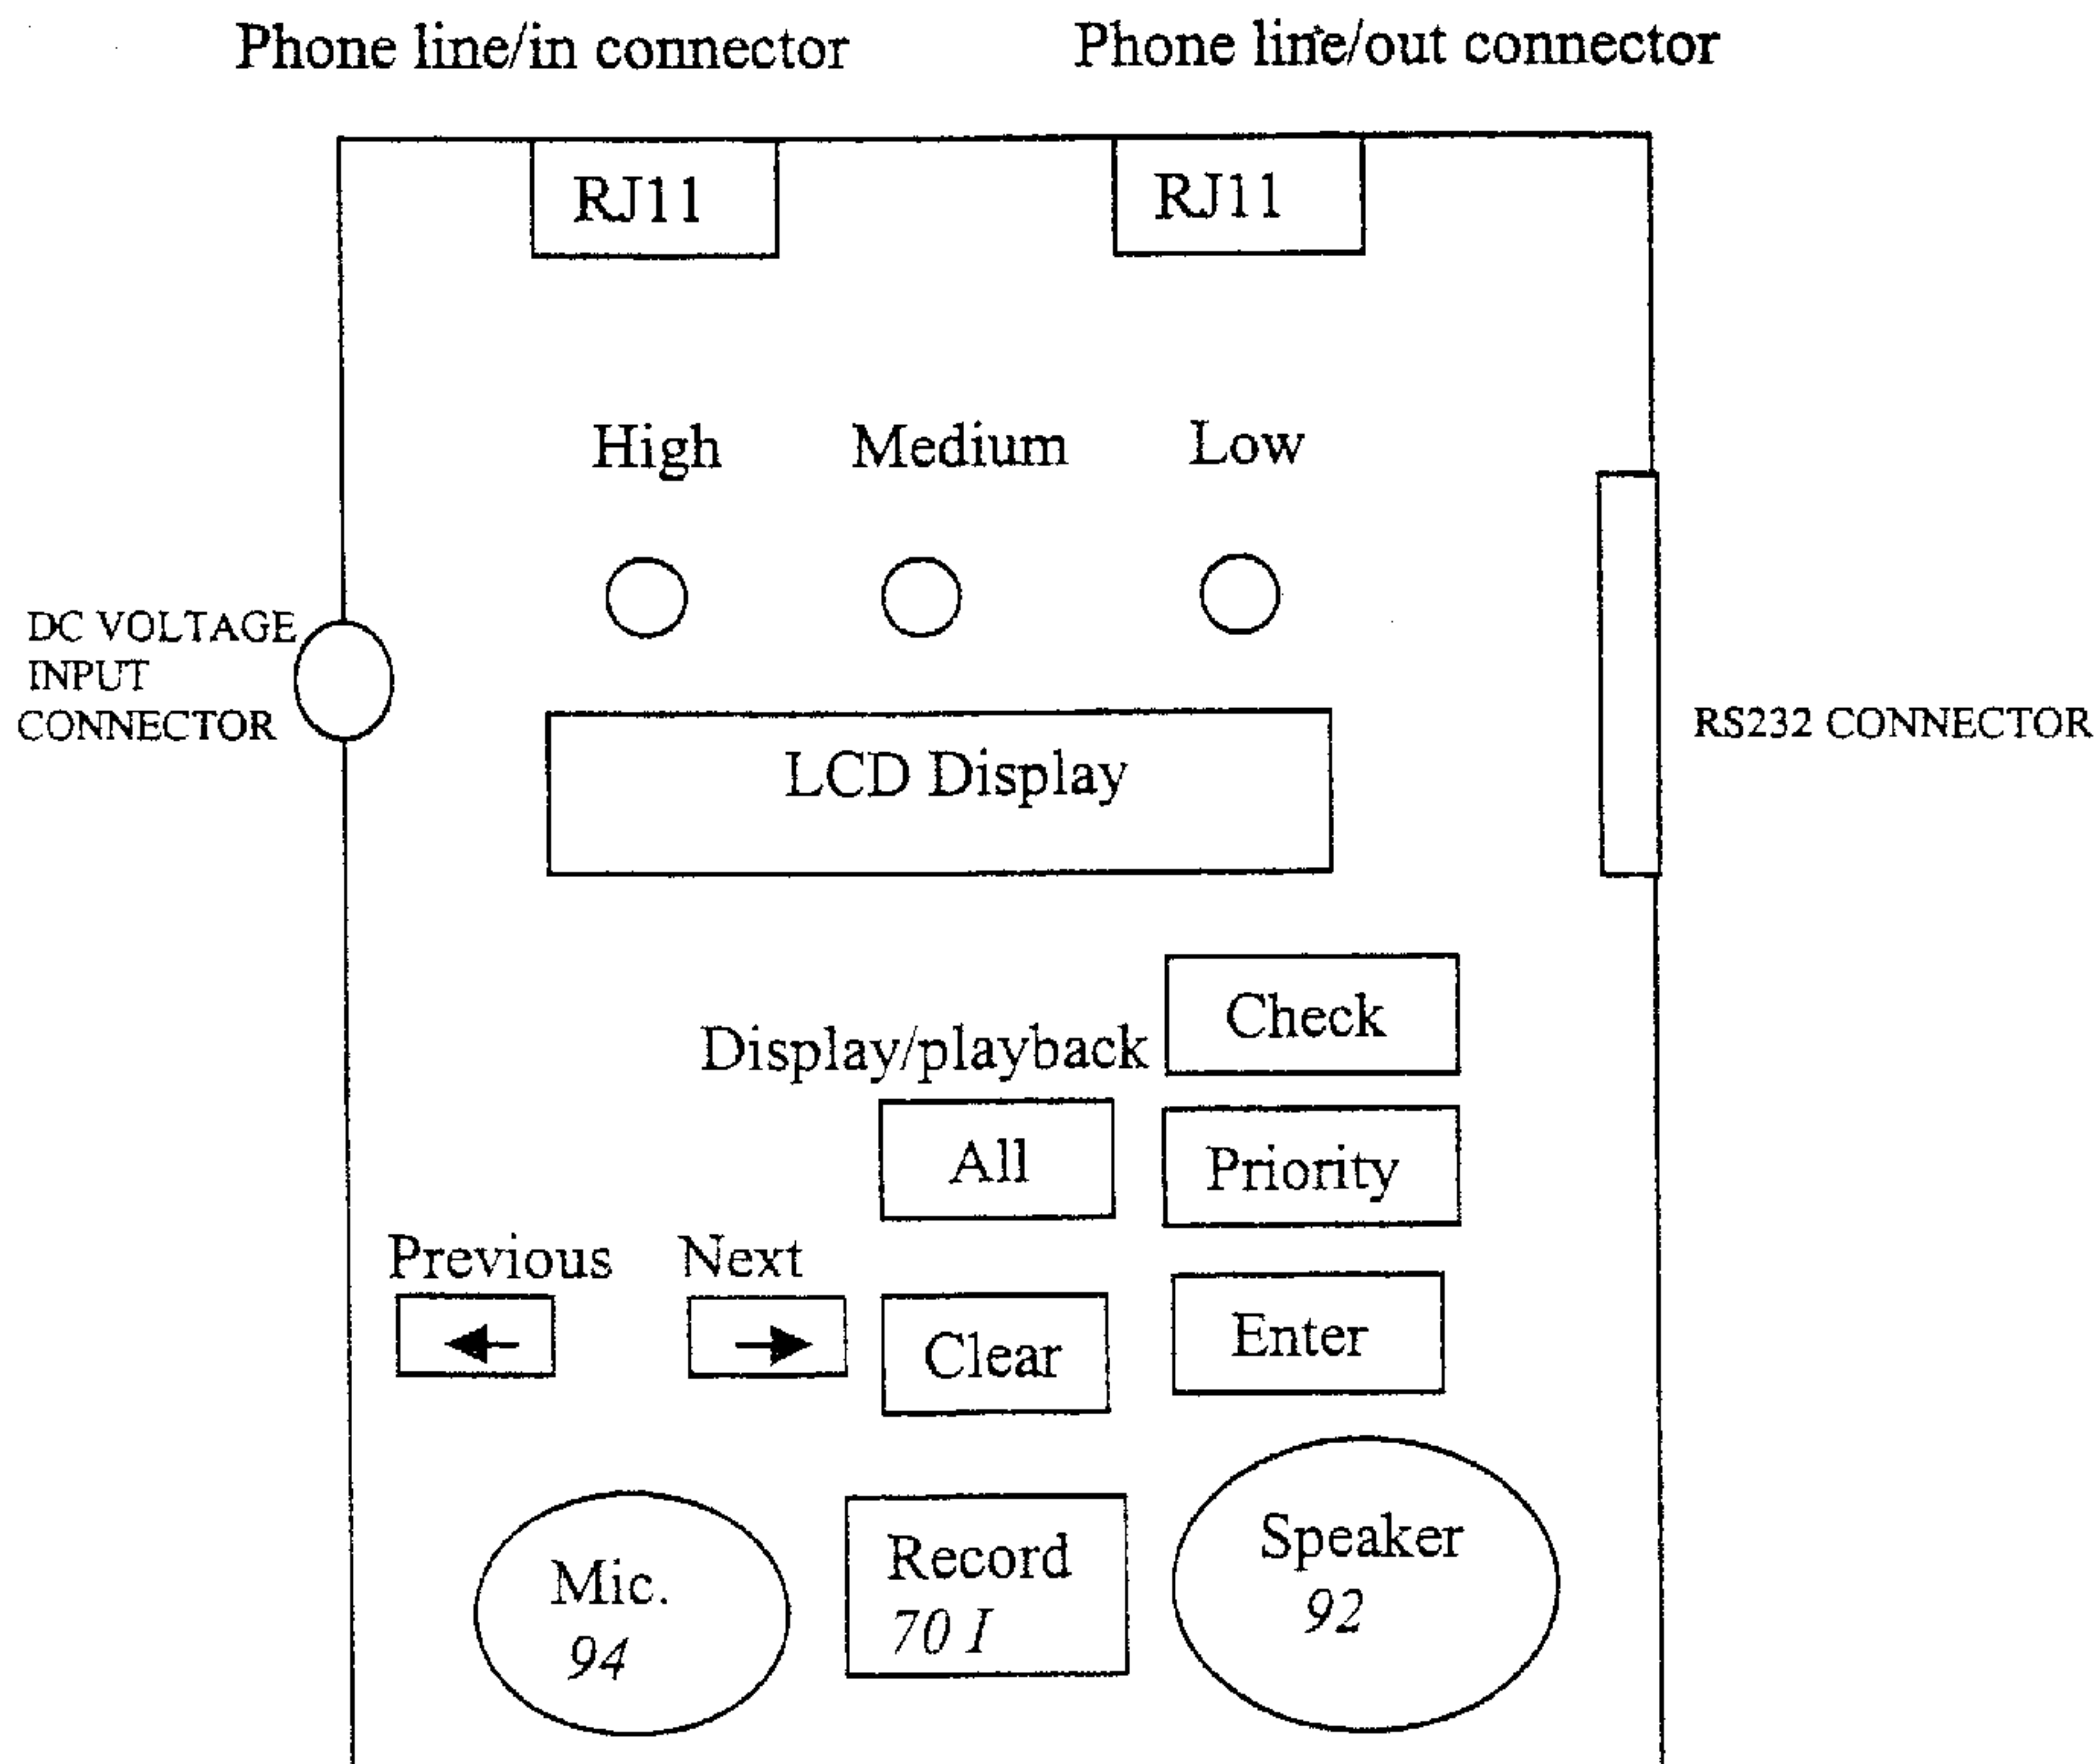 Phone line/in connector
Phone line/out connector
RJ11
RJ11
High
Medium
Low
DC VOLTAGE
INPUT
CONNECTOR
LCD Display
RS232 CONNECTOR
Check
Display/playback
All
Priority
Previous
Next
Clear
Enter
Mic.
94
Record
70 I
Speaker
92